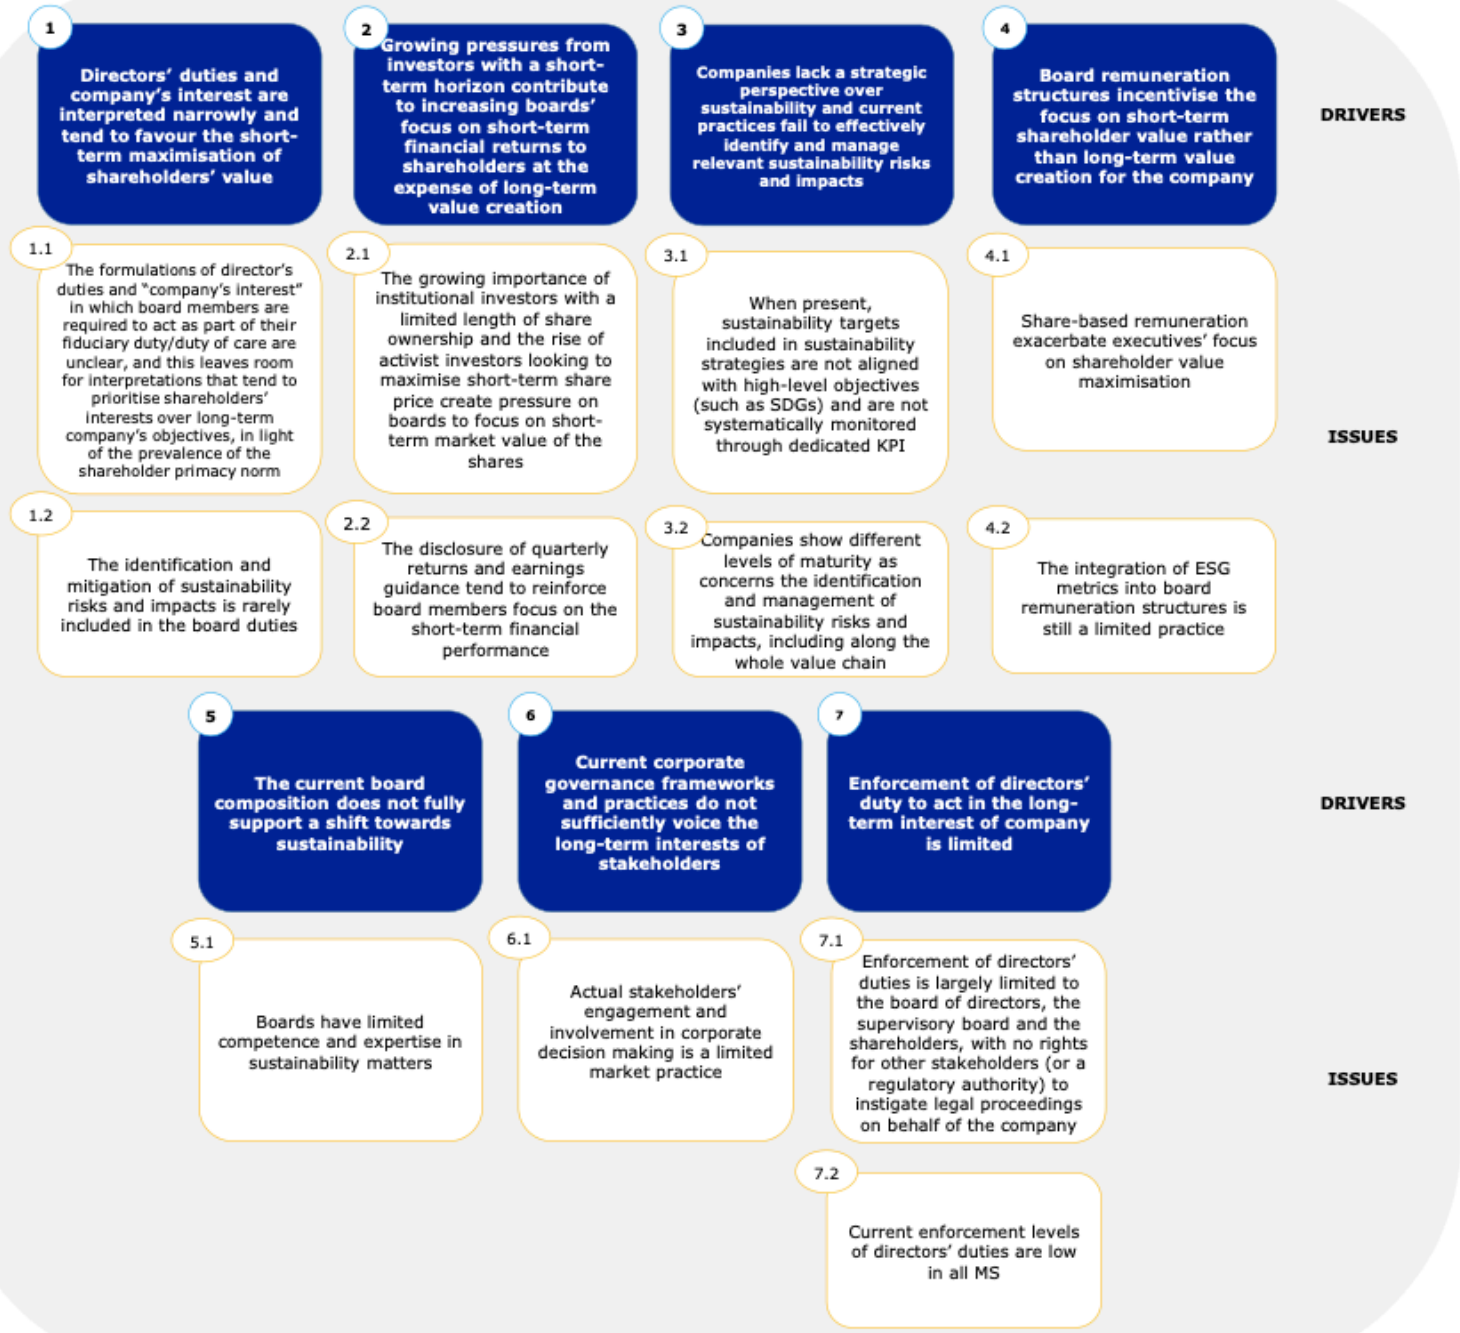 1
Directors’ duties and
company’s interest are
interpreted narrowly and
tend to favour the short-
term maximisation of
shareholders’ value
2
Growing pressures from
investors with a short-
term horizon contribute
to increasing boards’
focus on short-term
financial returns to
shareholders at the
expense of long-term
value creation
3
Companies lack a strategic
perspective over
sustainability and current
practices fail to effectively
identify and manage
relevant sustainability risks
and impacts
4
Board remuneration
structures incentivise the
focus on short-term
shareholder value rather
than long-term value
creation for the company
DRIVERS
1.1
The formulations of director’s
duties and “company’s interest”
in which board members are
required to act as part of their
fiduciary duty/duty of care are
unclear, and this leaves room
for interpretations that tend to
prioritise shareholders’
interests over long-term
company’s objectives, in light
of the prevalence of the
shareholder primacy norm
2.1
The growing importance of
institutional investors with a
limited length of share
ownership and the rise of
activist investors looking to
maximise short-term share
price create pressure on
boards to focus on short-
term market value of the
shares
3.1
When present,
sustainability targets
included in sustainability
strategies are not aligned
with high-level objectives
(such as SDGs) and are not
systematically monitored
through dedicated KPI
4.1
Share-based remuneration
exacerbate executives’ focus
on shareholder value
maximisation
ISSUES
1.2
The identification and
mitigation of sustainability
risks and impacts is rarely
included in the board duties
2.2
The disclosure of quarterly
returns and earnings
guidance tend to reinforce
board members focus on the
short-term financial
performance
3.2
Companies show different
levels of maturity as
concerns the identification
and management of
sustainability risks and
impacts, including along the
whole value chain
4.2
The integration of ESG
metrics into board
remuneration structures is
still a limited practice
5
The current board
composition does not fully
support a shift towards
sustainability
6
Current corporate
governance frameworks
and practices do not
sufficiently voice the
long-term interests of
stakeholders
7
Enforcement of directors’
duty to act in the long-
term interest of company
is limited
DRIVERS
5.1
Boards have limited
competence and expertise in
sustainability matters
6.1
Actual stakeholders’
engagement and
involvement in corporate
decision making is a limited
market practice
7.1
Enforcement of directors’
duties is largely limited to
the board of directors, the
supervisory board and the
shareholders, with no rights
for other stakeholders (or a
regulatory authority) to
instigate legal proceedings
on behalf of the company
ISSUES
7.2
Current enforcement levels
of directors’ duties are low
in all MS